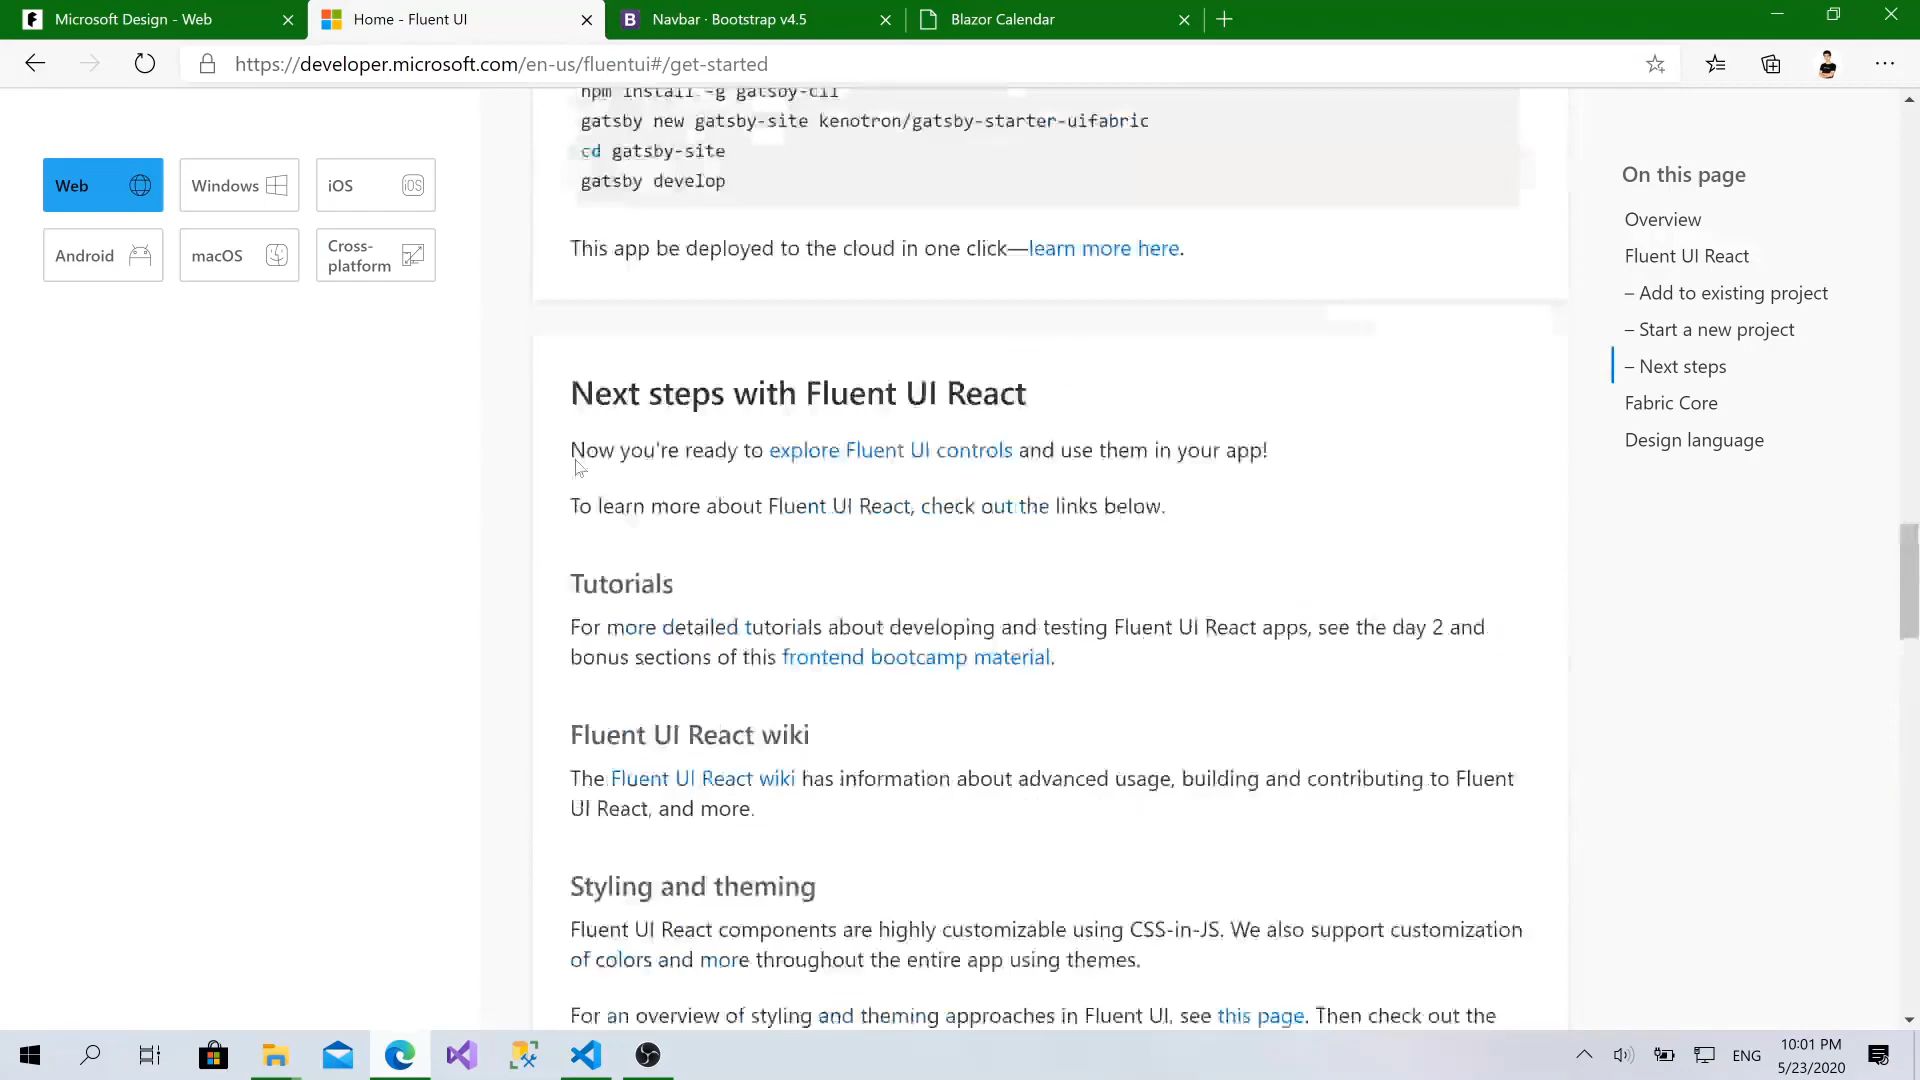 Microsoft Design - Web
Home - Fluent UI
Navbar · Bootstrap v4.5
Blazor Calendar
https://developer.microsoft.com/en-us/fluentui#/get-started
npm install -g gatsby-cli
gatsby new gatsby-site kenotron/gatsby-starter-uifabric
cd gatsby-site
gatsby develop
This app be deployed to the cloud in one click—learn more here.
Web
Windows
iOS
iOS
Android
macOS
Cross-
platform
Next steps with Fluent UI React
Now you're ready to explore Fluent UI controls and use them in your app!
To learn more about Fluent UI React, check out the links below.
Tutorials
For more detailed tutorials about developing and testing Fluent UI React apps, see the day 2 and
bonus sections of this frontend bootcamp material.
Fluent UI React wiki
The Fluent UI React wiki has information about advanced usage, building and contributing to Fluent
UI React, and more.
Styling and theming
Fluent UI React components are highly customizable using CSS-in-JS. We also support customization
of colors and more throughout the entire app using themes.
For an overview of styling and theming approaches in Fluent UI, see this page. Then check out the
On this page
Overview
Fluent UI React
– Add to existing project
– Start a new project
– Next steps
Fabric Core
Design language
ENG
10:01 PM
5/23/2020